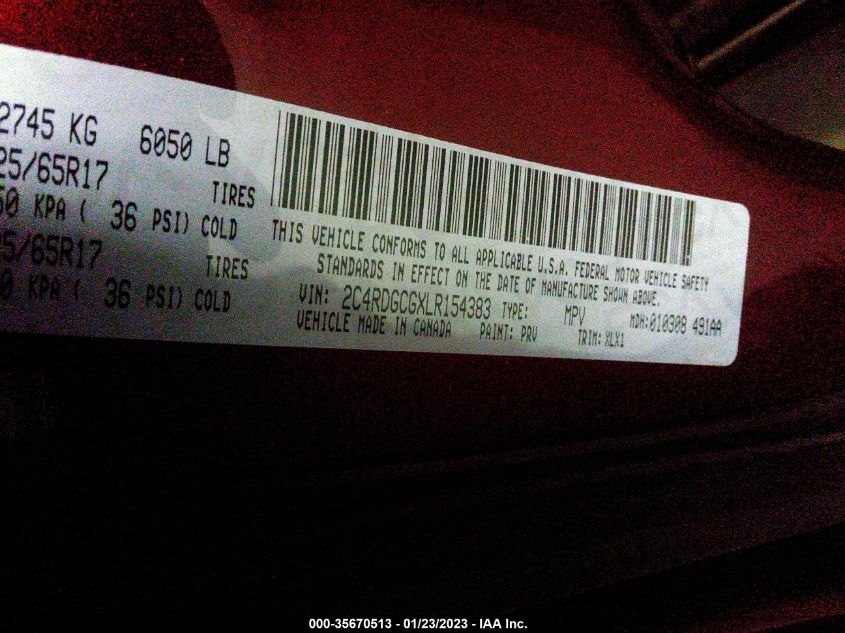 2745 KG 6050 LB
25/65R17 TIRES
50 KPA ( 36 PSI) COLD
5/65R17 TIRES
0 KPA ( 36 PSI) COLD
THIS VEHICLE CONFORMS TO ALL APPLICABLE U.S.A. FEDERAL MOTOR VEHICLE SAFETY
STANDARDS IN EFFECT ON THE DATE OF MANUFACTURE SHOWN ABOVE.
VIN: 2C4RDGCGXLR154383 TYPE: MPV MDH:010308 491AA
VEHICLE MADE IN CANADA PAINT: PRV TRIM: XLX1
000-35670513 - 01/23/2023 - IAA Inc.